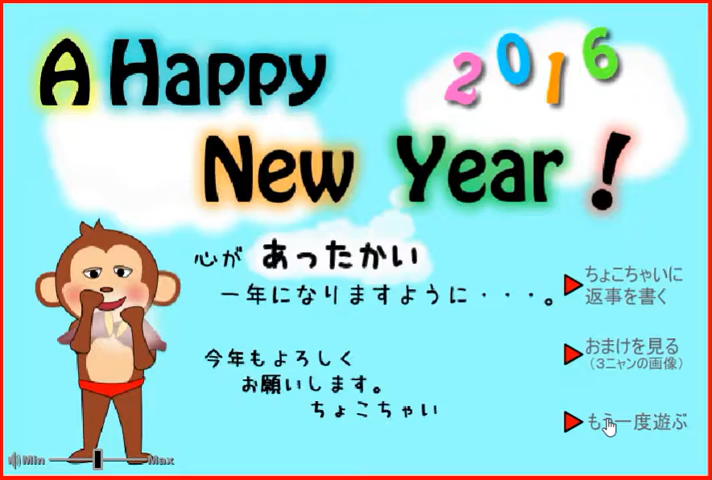 A Happy 2016
New Year !
心が あったかい
一年になりますように・・・。
今年もよろしく
お願いします。
ちょこちゃい
ちょこちゃいに
返事を書く
おまけを見る
（３ニャンの画像）
もう一度遊ぶ
Min Max